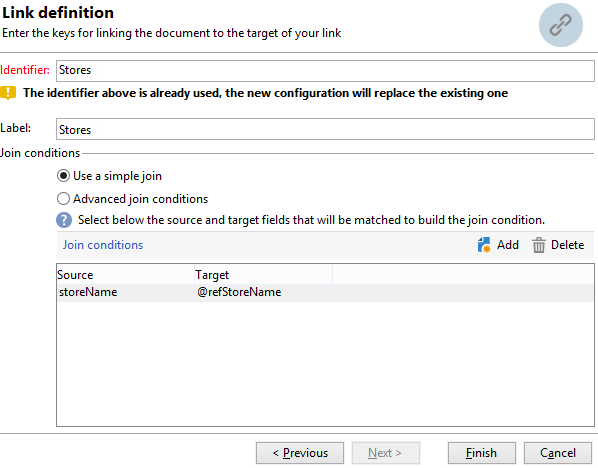 Link definition
Enter the keys for linking the document to the target of your link
Identifier: Stores
The identifier above is already used, the new configuration will replace the existing one
Label: Stores
Join conditions
Use a simple join
Advanced join conditions
? Select below the source and target fields that will be matched to build the join condition.
Join conditions Add Delete
Source Target
storeName @refStoreName
< Previous Next > Finish Cancel